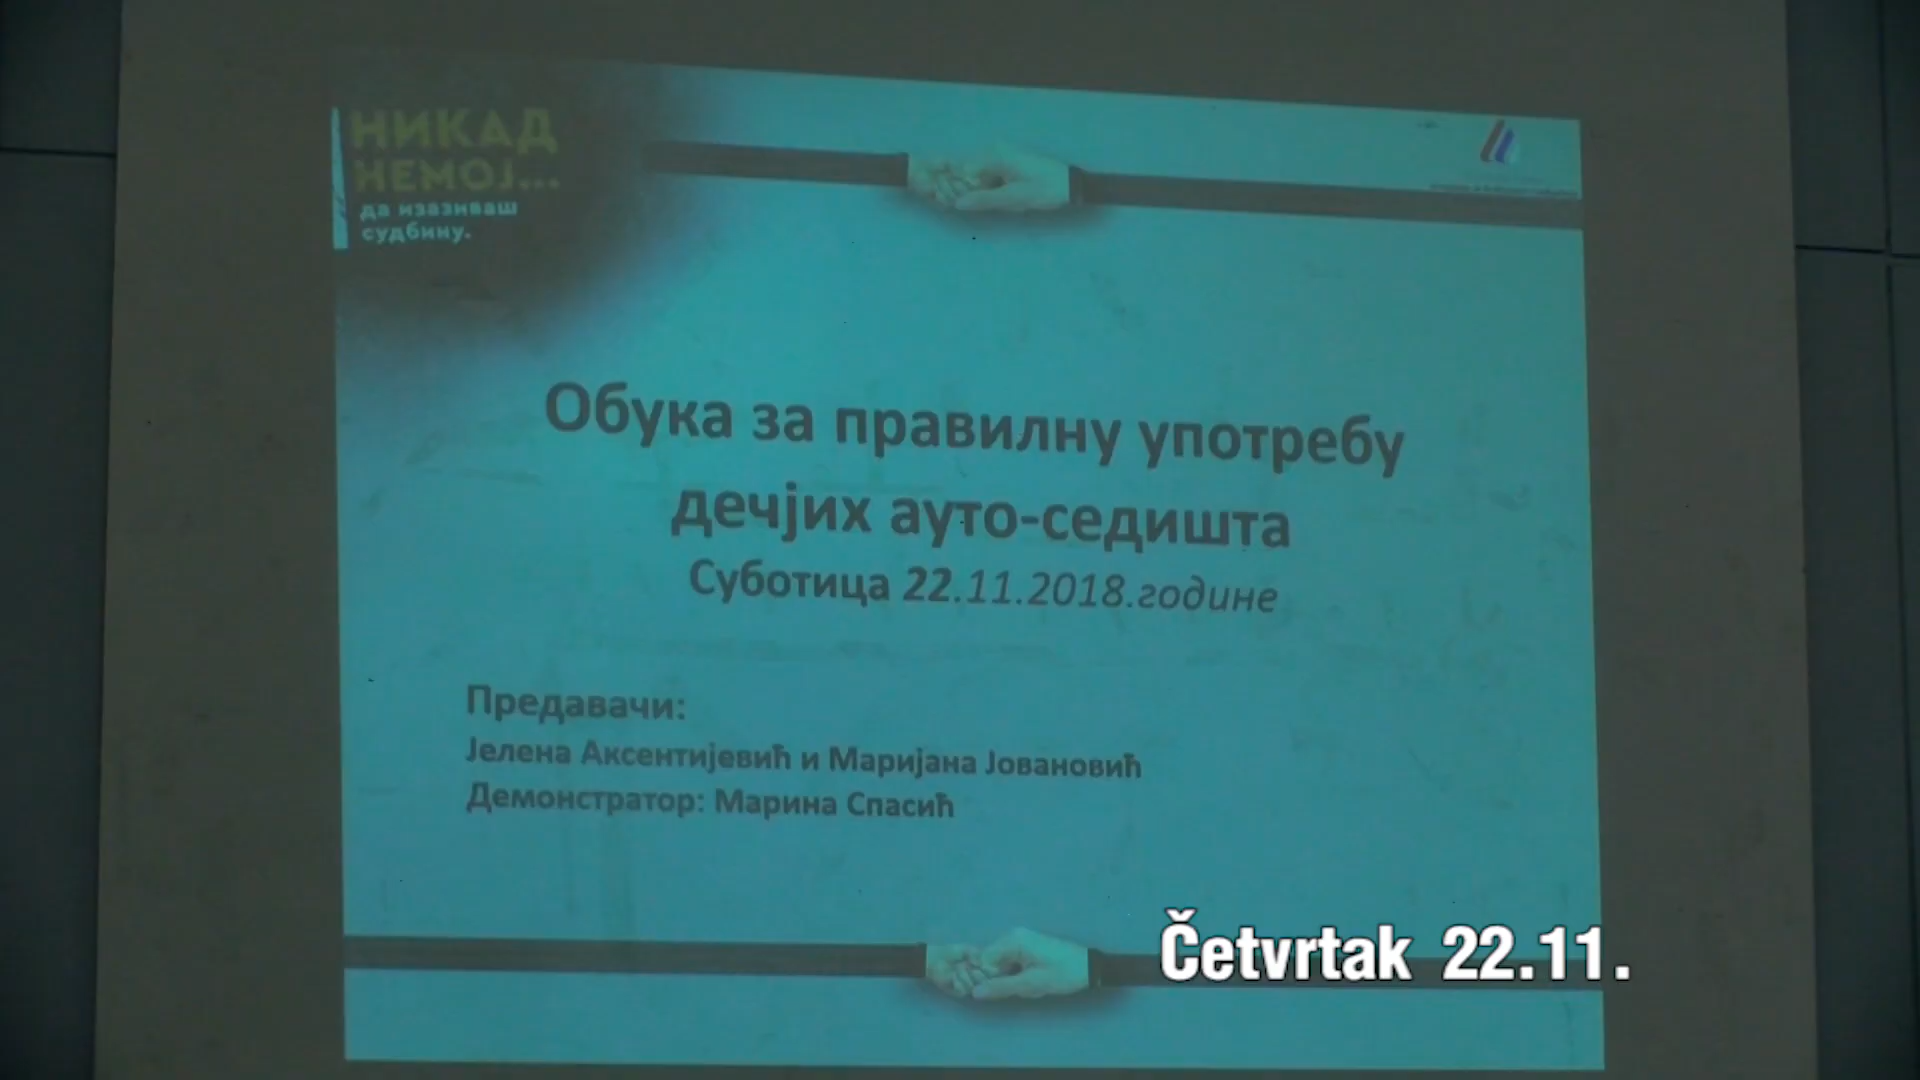 НИКАД
НЕМОЈ...
да изазиваш
судбину.
Обука за правилну употребу
дечјих ауто-седишта
Суботица 22.11.2018.године
Предавачи:
Јелена Аксентијевић и Маријана Јовановић
Демонстратор: Марина Спасић
Četvrtak 22.11.